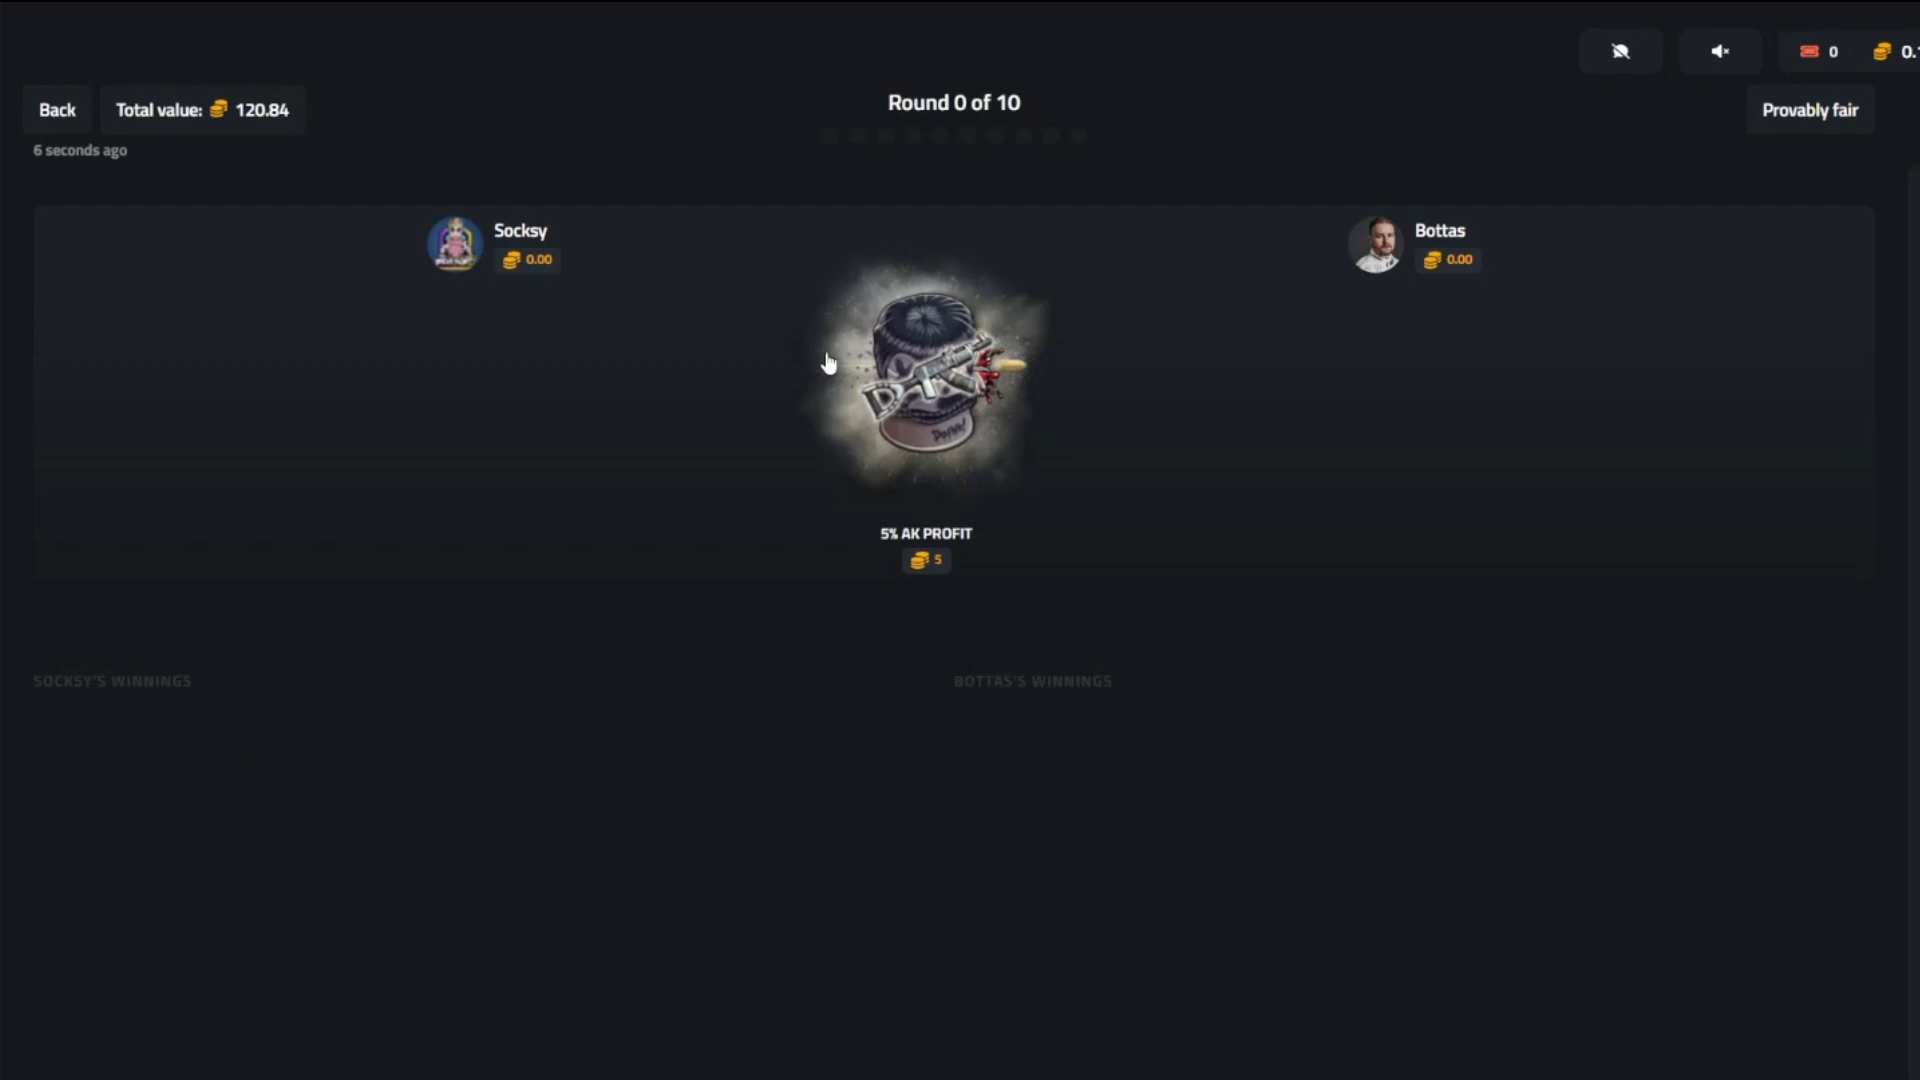 0
0.
Back
Total value: 120.84
Round 0 of 10
Provably fair
6 seconds ago
Socksy
0.00
Bottas
0.00
5% AK PROFIT
5
SOCKSY'S WINNINGS
BOTTAS'S WINNINGS